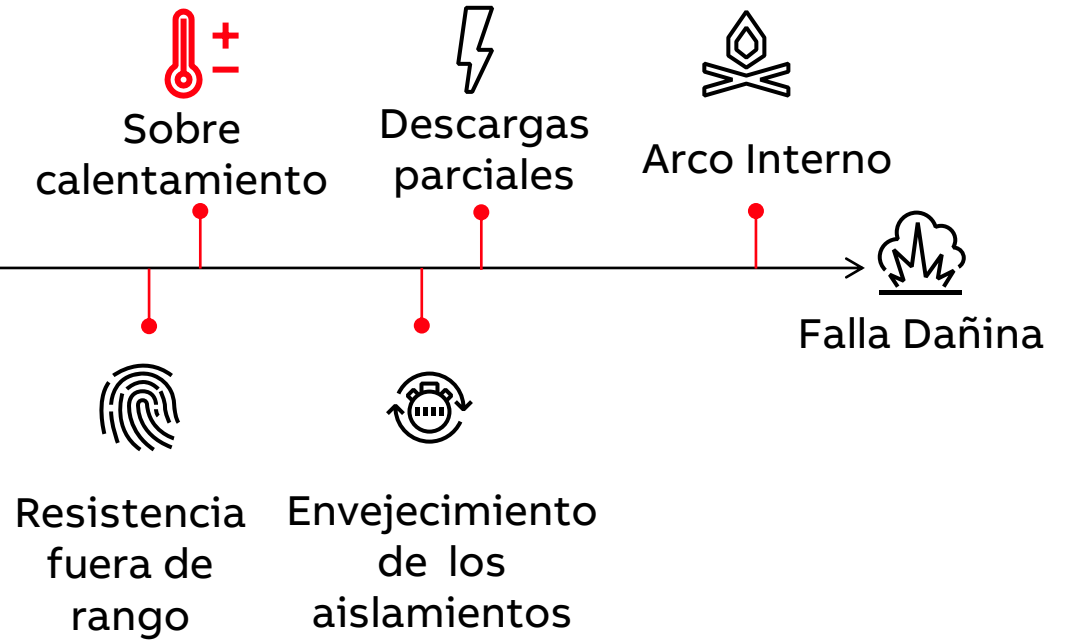 Sobre
calentamiento
Descargas
parciales
Arco Interno
Falla Dañina
Resistencia
fuera de
rango
Envejecimiento
de  los
aislamientos